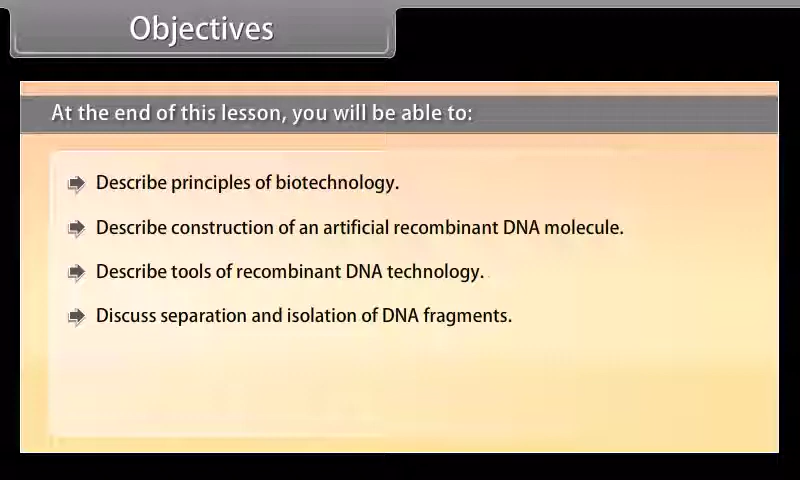 Objectives
At the end of this lesson, you will be able to:
Describe principles of biotechnology.
Describe construction of an artificial recombinant DNA molecule.
Describe tools of recombinant DNA technology.
Discuss separation and isolation of DNA fragments.